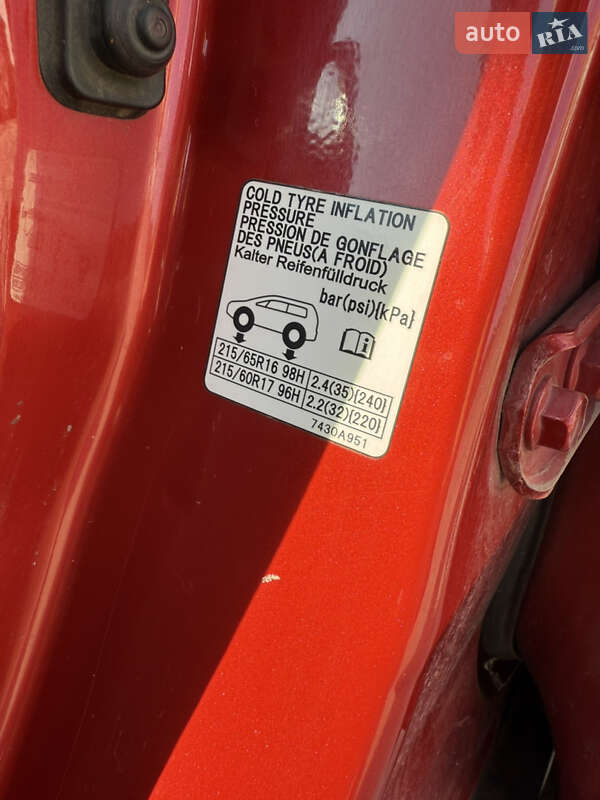 auto RIA .com
COLD TYRE INFLATION
PRESSURE
PRESSION DE GONFLAGE
DES PNEUS(A FROID)
Kalter Reifenfülldruck
bar(psi){kPa}
215/65R16 98H 2.4(35){240}
215/60R17 96H 2.2(32){220}
7430A951